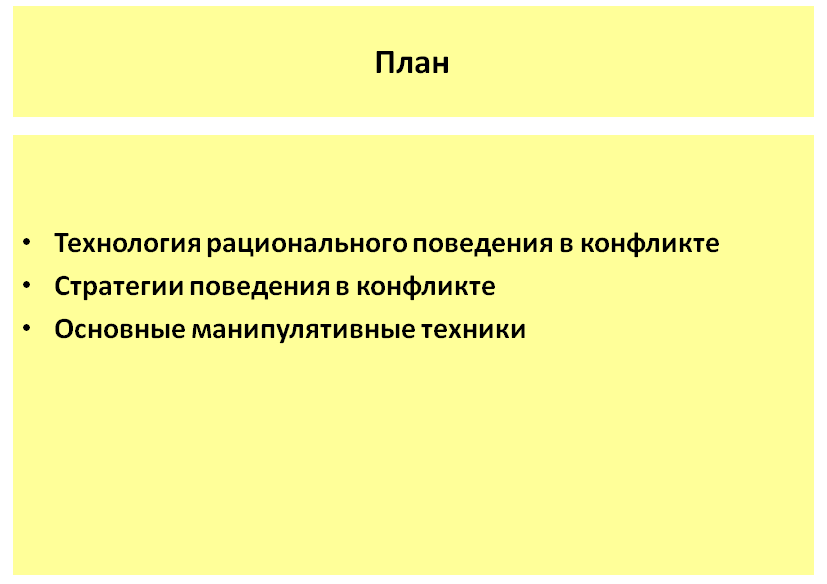 План
• Технология рационального поведения в конфликте
• Стратегии поведения в конфликте
• Основные манипулятивные техники